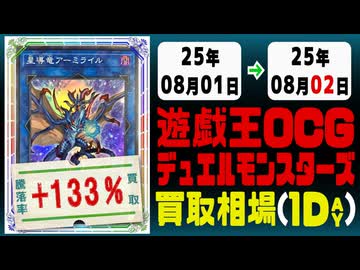 星導竜アーミライル
騰落率
+133%
買取
25年
08月01日
25年
08月02日
遊戯王OCG
デュエルモンスターズ
買取相場(1D)